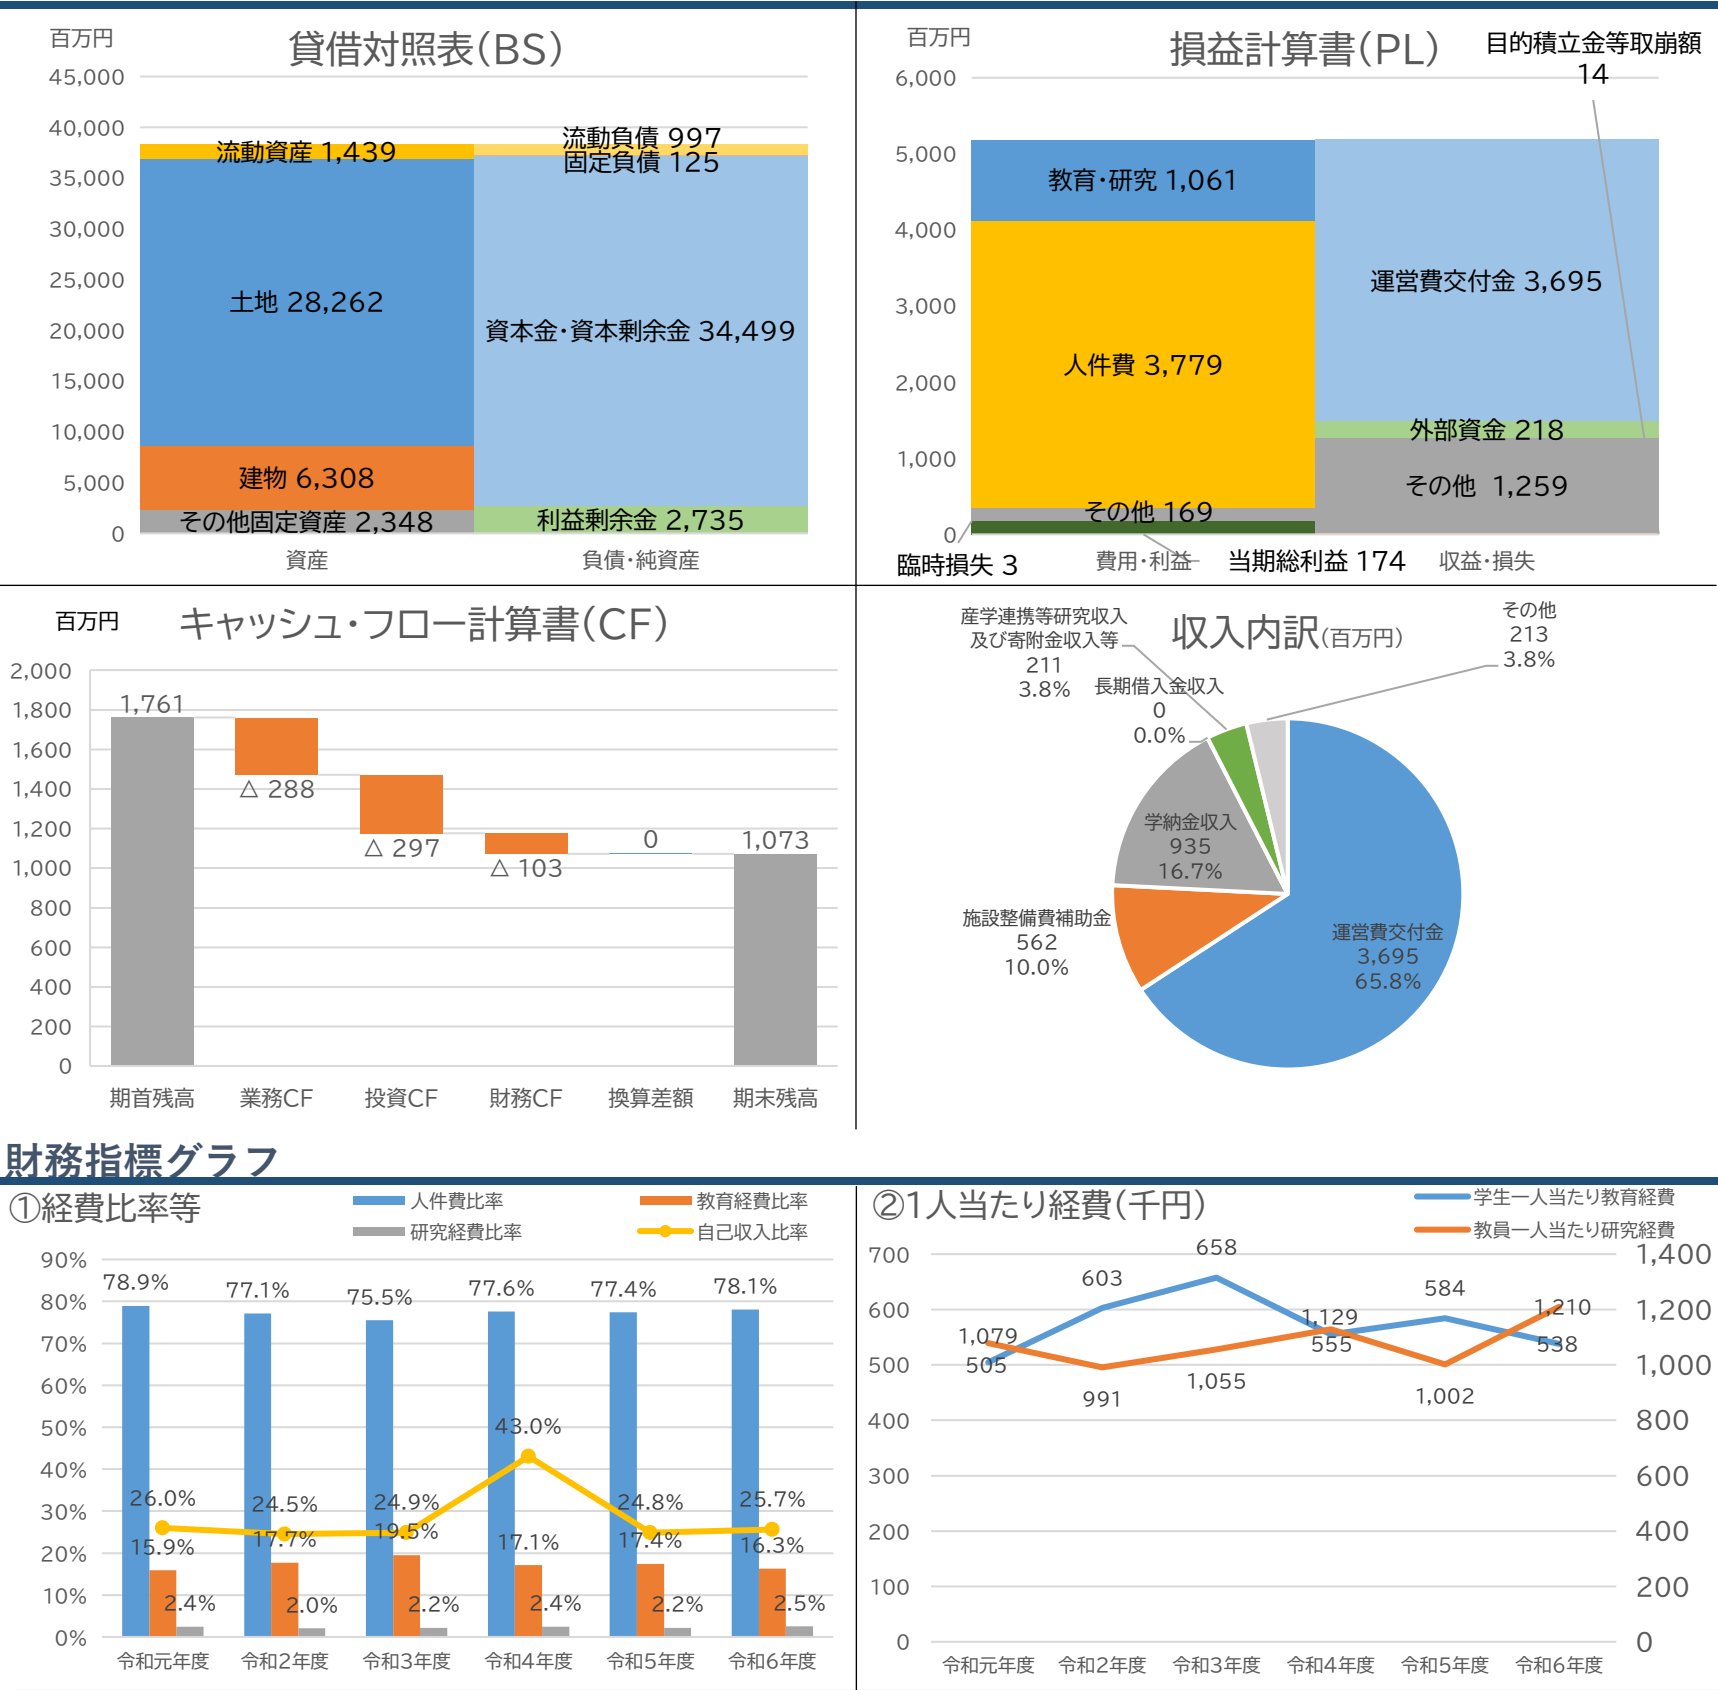 百万円
貸借対照表(BS)
45,000
40,000
35,000
30,000
25,000
20,000
15,000
10,000
5,000
0
流動資産 1,439
土地 28,262
建物 6,308
その他固定資産 2,348
流動負債 997
固定負債 125
資本金・資本剰余金 34,499
利益剰余金 2,735
資産
負債・純資産
百万円
損益計算書(PL)
目的積立金等取崩額
14
6,000
5,000
4,000
3,000
2,000
1,000
0
教育・研究 1,061
人件費 3,779
その他 169
運営費交付金 3,695
外部資金 218
その他 1,259
臨時損失 3
費用・利益
当期総利益 174
収益・損失
百万円
キャッシュ・フロー計算書(CF)
2,000
1,800
1,600
1,400
1,200
1,000
800
600
400
200
0
1,761
△ 288
△ 297
△ 103
0
1,073
期首残高
業務CF
投資CF
財務CF
換算差額
期末残高
収入内訳(百万円)
産学連携等研究収入
及び寄附金収入等
211
3.8%
長期借入金収入
0
0.0%
その他
213
3.8%
学納金収入
935
16.7%
施設整備費補助金
562
10.0%
運営費交付金
3,695
65.8%
財務指標グラフ
①経費比率等
人件費比率
教育経費比率
研究経費比率
自己収入比率
90%
80%
70%
60%
50%
40%
30%
20%
10%
0%
78.9%
77.1%
75.5%
77.6%
77.4%
78.1%
26.0%
24.5%
24.9%
43.0%
24.8%
25.7%
15.9%
17.7%
19.5%
17.1%
17.4%
16.3%
2.4%
2.0%
2.2%
2.4%
2.2%
2.5%
令和元年度
令和2年度
令和3年度
令和4年度
令和5年度
令和6年度
②1人当たり経費(千円)
学生一人当たり教育経費
教員一人当たり研究経費
700
600
500
400
300
200
100
0
1,400
1,200
1,000
800
600
400
200
0
505
603
658
555
584
538
1,079
991
1,055
1,129
1,002
1,210
令和元年度
令和2年度
令和3年度
令和4年度
令和5年度
令和6年度